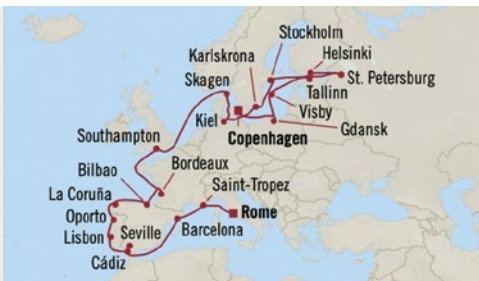 Stockholm
Karlskrona
Helsinki
Skagen
St. Petersburg
Tallinn
Kiel
Visby
Copenhagen
Gdansk
Southampton
Bilbao
Bordeaux
La Coruña
Saint-Tropez
Oporto
Rome
Lisbon
Seville
Barcelona
Cádiz